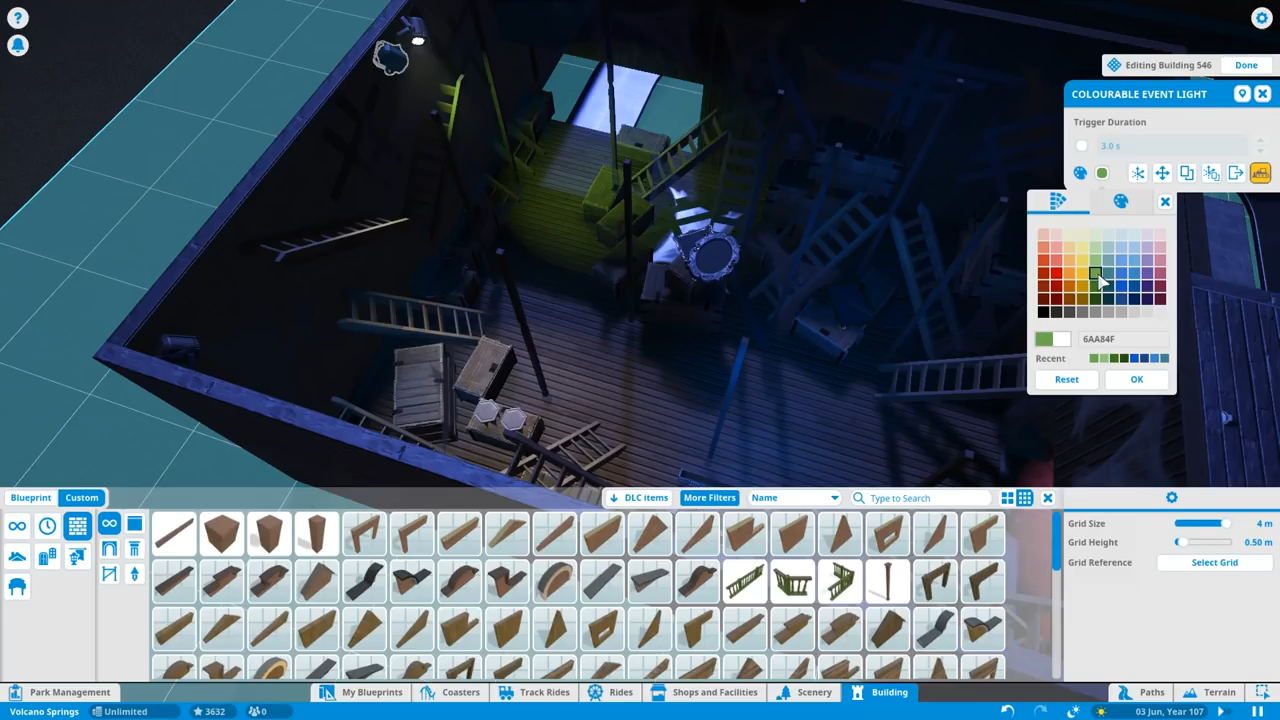 ?
Editing Building 546
Done
COLOURABLE EVENT LIGHT
Trigger Duration
3.0 s
6AA84F
Recent
Reset
OK
Blueprint
Custom
DLC items
More Filters
Name
Type to Search
Grid Size
4 m
Grid Height
0.50 m
Grid Reference
Select Grid
Park Management
My Blueprints
Coasters
Track Rides
Rides
Shops and Facilities
Scenery
Building
Paths
Terrain
Volcano Springs
Unlimited
3632
0
03 Jun, Year 107